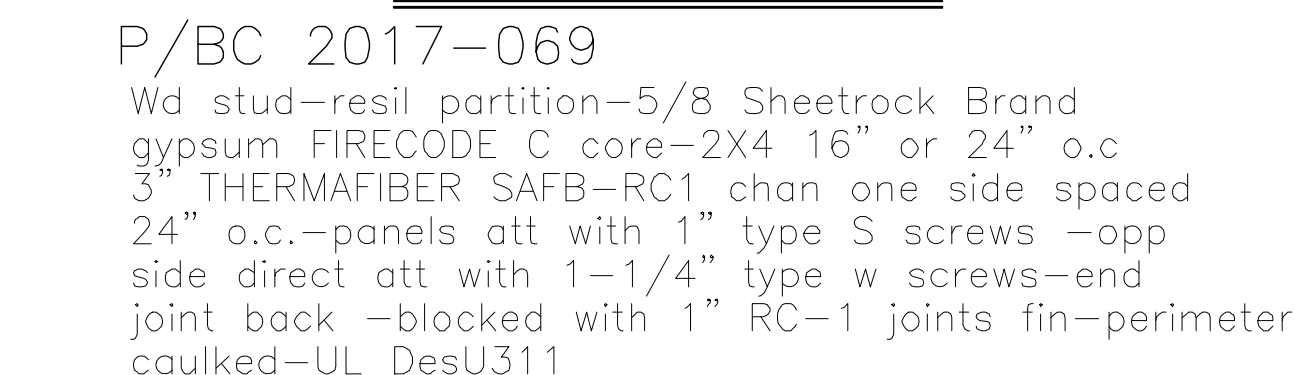 P/BC 2017-069
Wd stud-resil partition-5/8 Sheetrock Brand
gypsum FIRECODE C core-2X4 16" or 24" o.c
3" THERMAFIBER SAFB-RC1 chan one side spaced
24" o.c.-panels att with 1" type S screws -opp
side direct att with 1-1/4" type w screws-end
joint back -blocked with 1" RC-1 joints fin-perimeter
caulked-UL DesU311